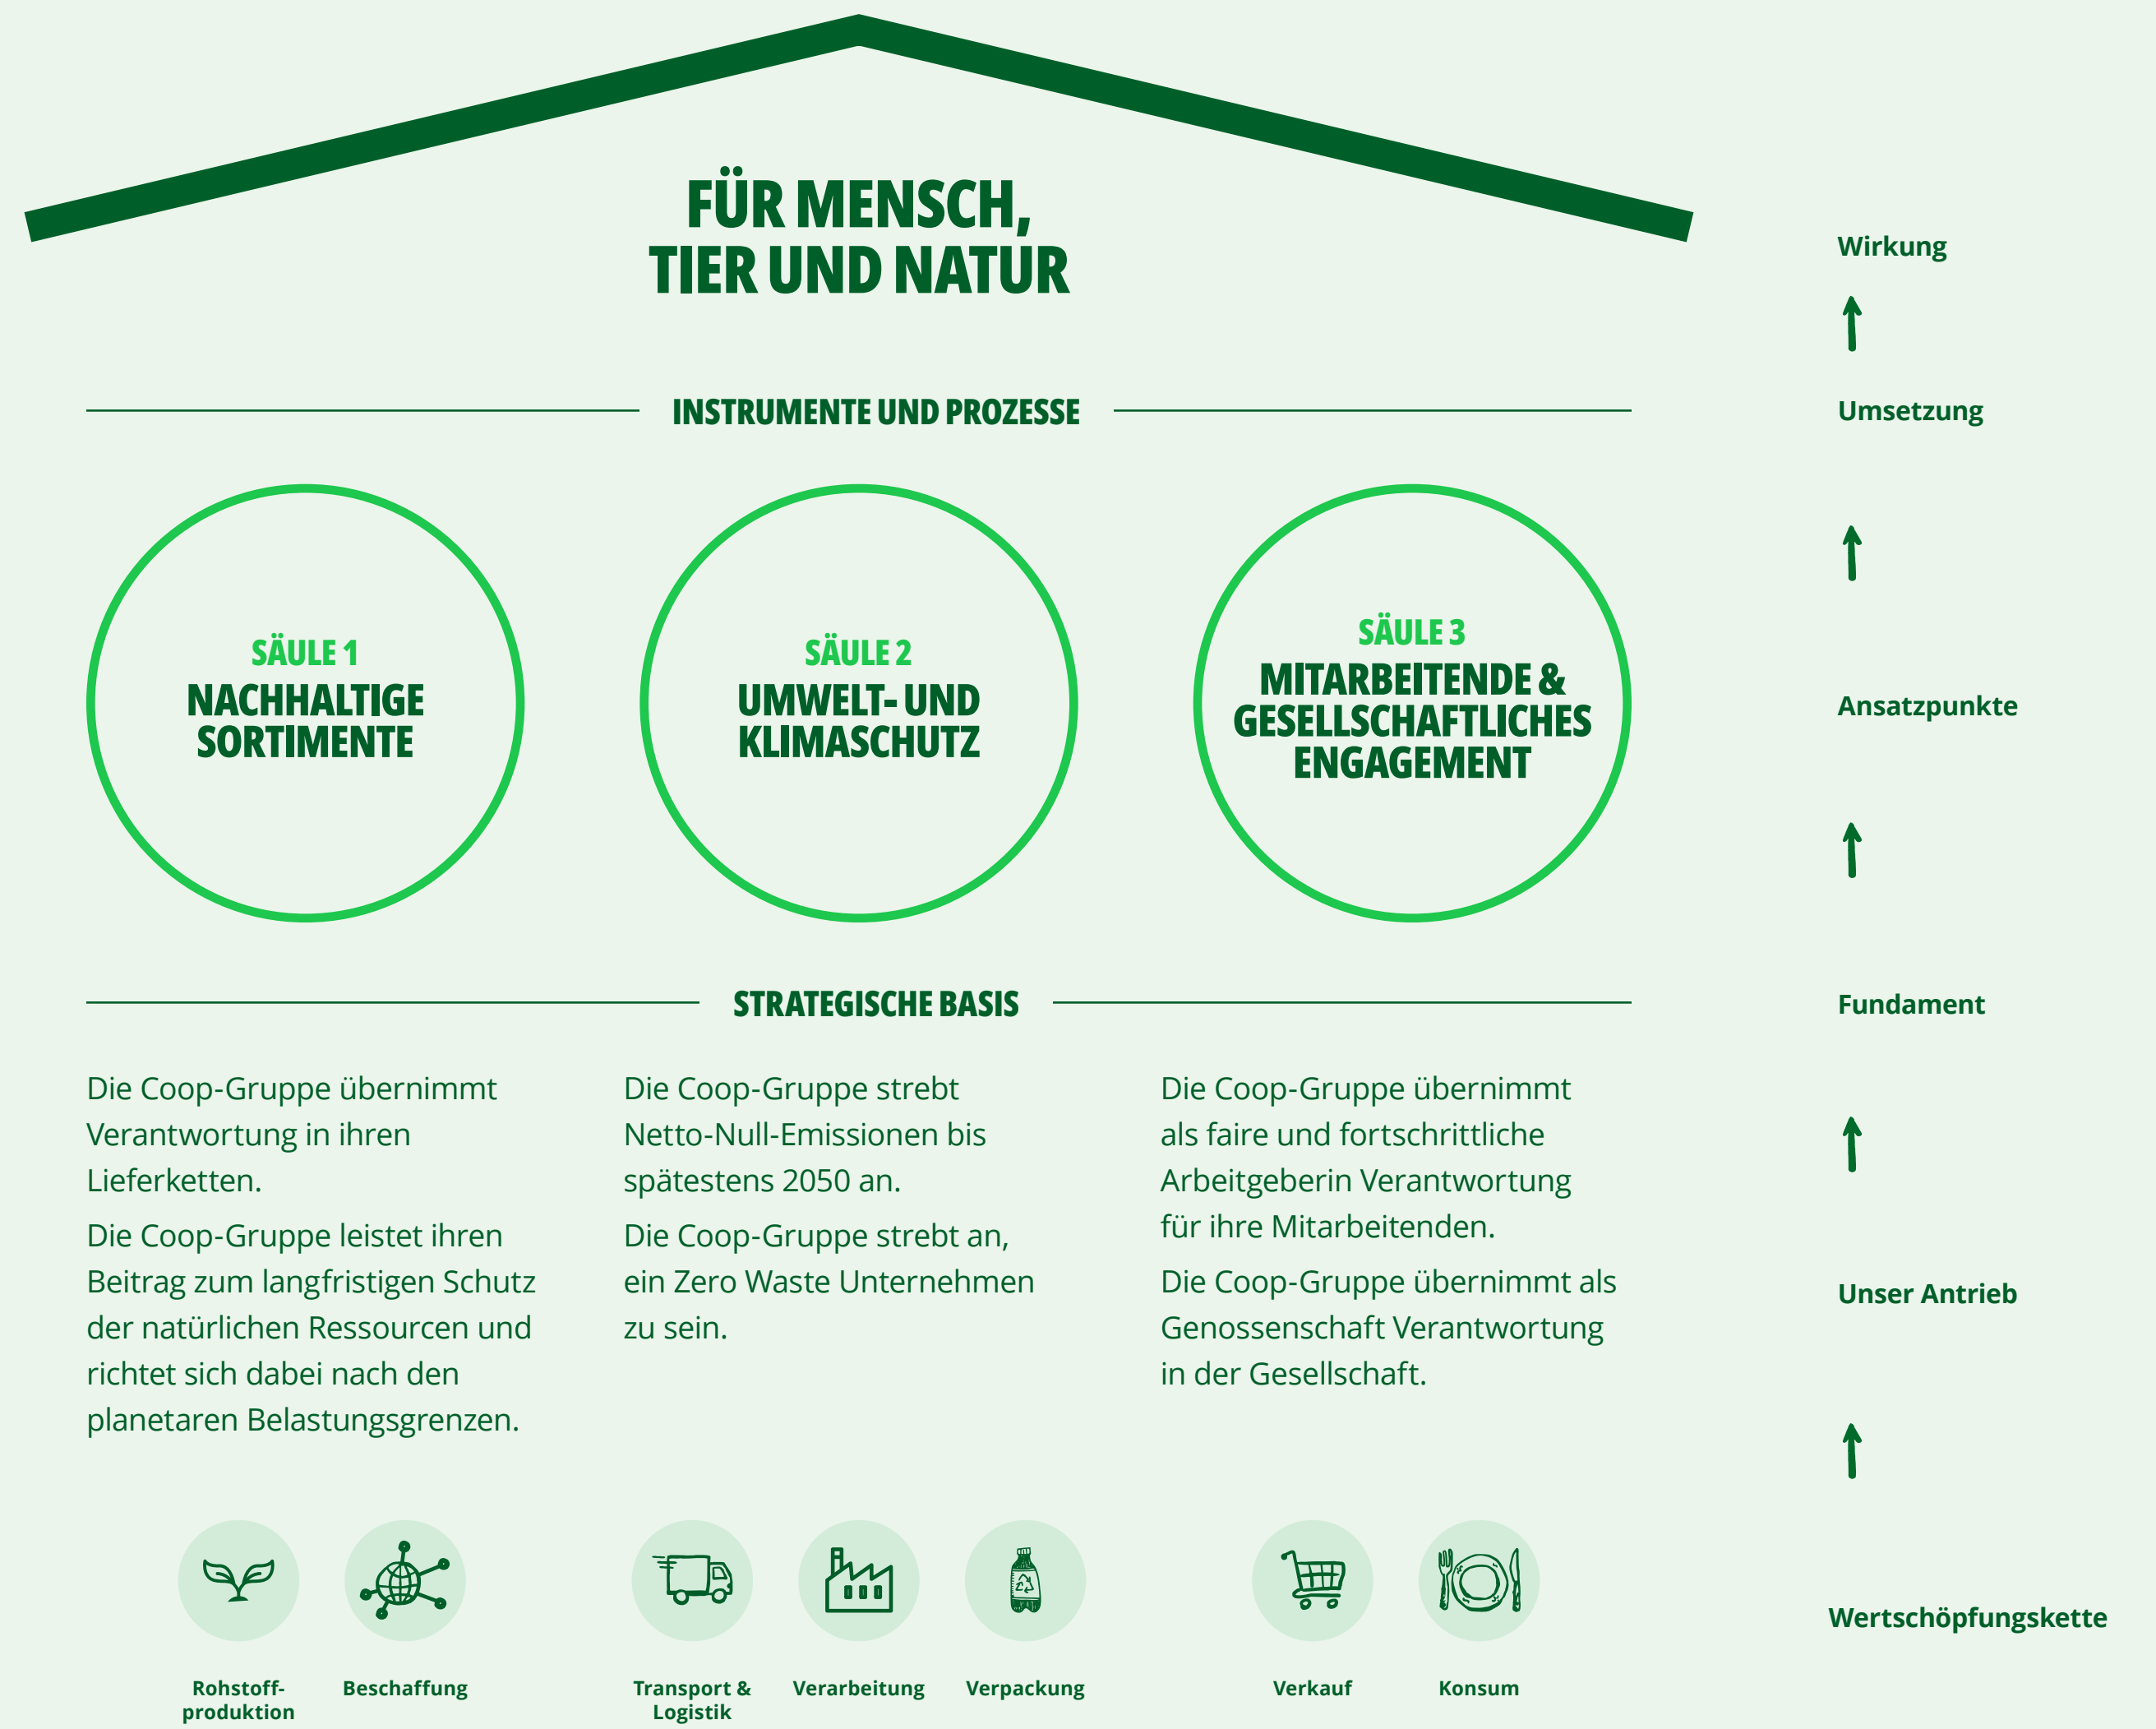 FÜR MENSCH,
TIER UND NATUR
Wirkung
INSTRUMENTE UND PROZESSE
Umsetzung
SÄULE 1
NACHHALTIGE
SORTIMENTE
SÄULE 2
UMWELT- UND
KLIMASCHUTZ
SÄULE 3
MITARBEITENDE &
GESELLSCHAFTLICHES
ENGAGEMENT
Ansatzpunkte
STRATEGISCHE BASIS
Fundament
Die Coop-Gruppe übernimmt
Verantwortung in ihren
Lieferketten.
Die Coop-Gruppe leistet ihren
Beitrag zum langfristigen Schutz
der natürlichen Ressourcen und
richtet sich dabei nach den
planetaren Belastungsgrenzen.
Die Coop-Gruppe strebt
Netto-Null-Emissionen bis
spätestens 2050 an.
Die Coop-Gruppe strebt an,
ein Zero Waste Unternehmen
zu sein.
Die Coop-Gruppe übernimmt
als faire und fortschrittliche
Arbeitgeberin Verantwortung
für ihre Mitarbeitenden.
Die Coop-Gruppe übernimmt als
Genossenschaft Verantwortung
in der Gesellschaft.
Unser Antrieb
Rohstoff-
produktion
Beschaffung
Transport &
Logistik
Verarbeitung
Verpackung
Verkauf
Konsum
Wertschöpfungskette